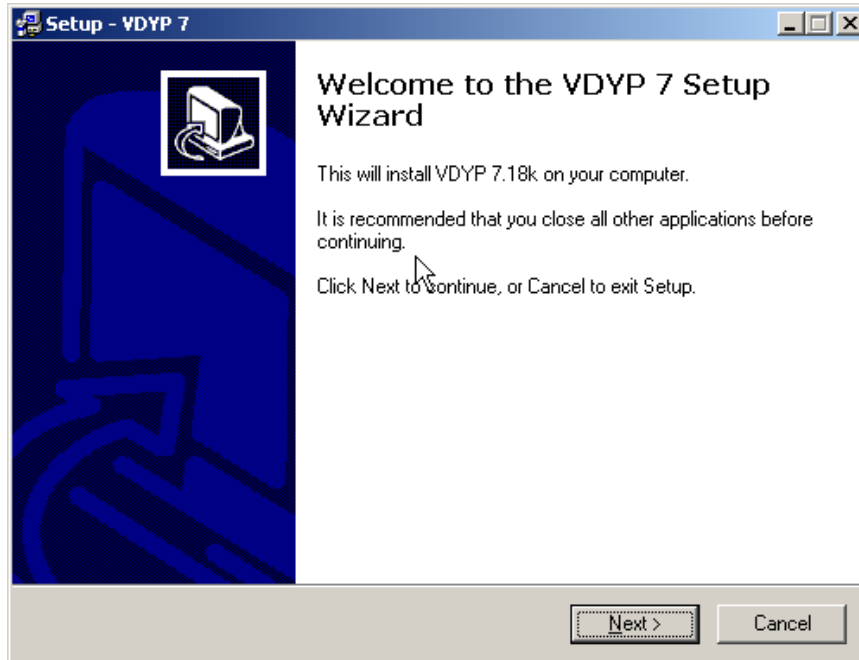 Setup - VDYP 7
Welcome to the VDYP 7 Setup
Wizard
This will install VDYP 7.18k on your computer.
It is recommended that you close all other applications before
continuing.
Click Next to continue, or Cancel to exit Setup.
Next >
Cancel